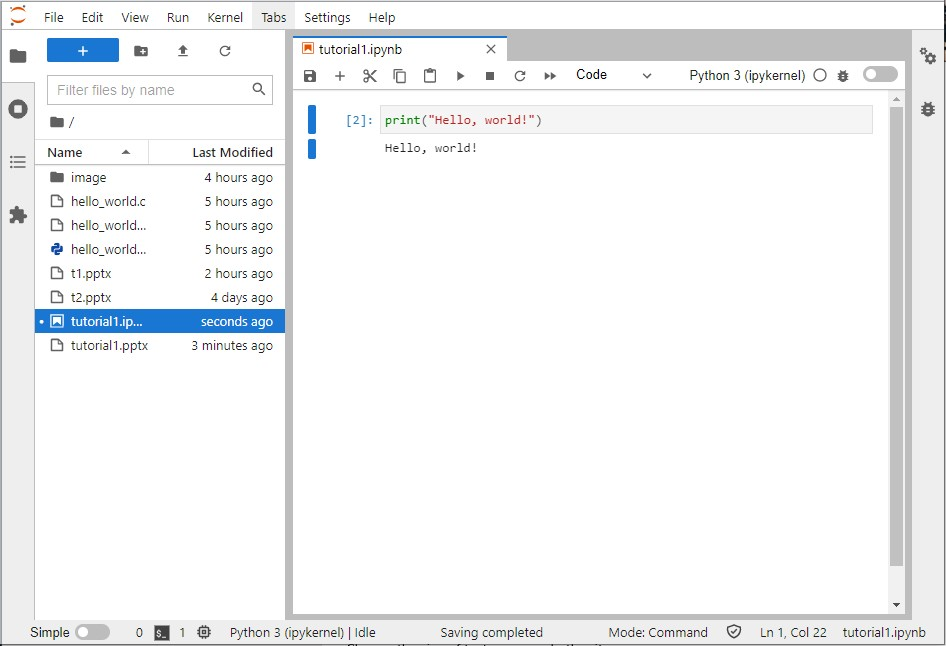 File Edit View Run Kernel Tabs Settings Help
+
Filter files by name
/
Name Last Modified
image 4 hours ago
hello_world.c 5 hours ago
hello_world... 5 hours ago
hello_world... 5 hours ago
t1.pptx 2 hours ago
t2.pptx 4 days ago
tutorial1.ip... seconds ago
tutorial1.pptx 3 minutes ago
tutorial1.ipynb
Code Python 3 (ipykernel)
[2]: print("Hello, world!")
Hello, world!
Simple 0 $_ 1 Python 3 (ipykernel) | Idle Saving completed Mode: Command Ln 1, Col 22 tutorial1.ipynb